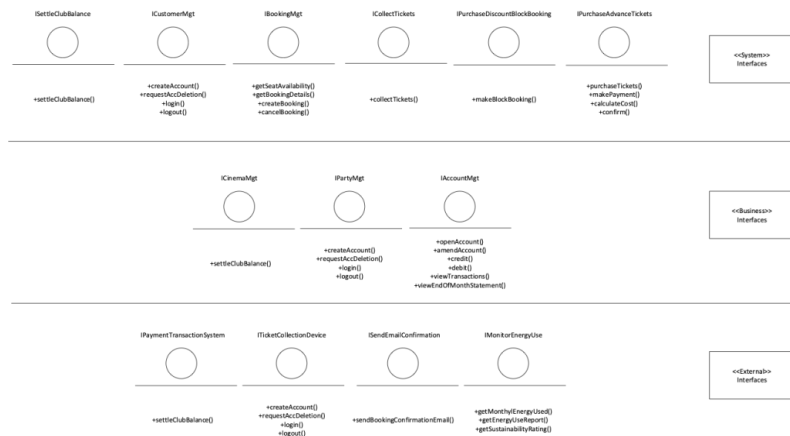 ISettleClubBalance
ICustomerMgt
IBookingMgt
ICollectTickets
IPurchaseDiscountBlockBooking
IPurchaseAdvanceTickets
<<System>>
Interfaces
+settleClubBalance()
+createAccount()
+requestAccDeletion()
+login()
+logout()
+getSeatAvailability()
+getBookingDetails()
+createBooking()
+cancelBooking()
+collectTickets()
+makeBlockBooking()
+purchaseTickets()
+makePayment()
+calculateCost()
+confirm()
ICinemaMgt
IPartyMgt
IAccountMgt
<<Business>>
Interfaces
+settleClubBalance()
+createAccount()
+requestAccDeletion()
+login()
+logout()
+openAccount()
+amendAccount()
+credit()
+debit()
+viewTransactions()
+viewEndOfMonthStatement()
IPaymentTransactionSystem
ITicketCollectionDevice
ISendEmailConfirmation
IMonitorEnergyUse
<<External>>
Interfaces
+settleClubBalance()
+createAccount()
+requestAccDeletion()
+login()
+logout()
+sendBookingConfirmationEmail()
+getMonthylEnergyUsed()
+getEnergyUseReport()
+getSustainabilityRating()